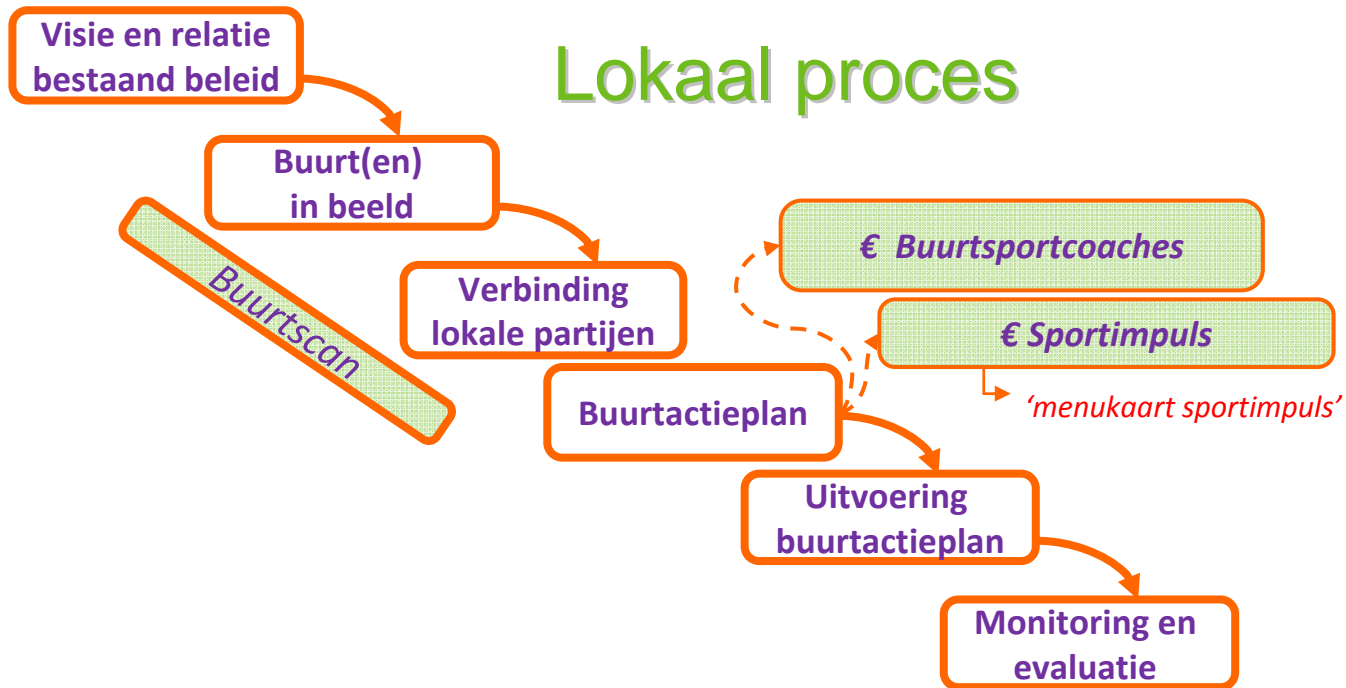 Lokaal proces
Visie en relatie
bestaand beleid
Buurt(en)
in beeld
Buurtscan
Verbinding
lokale partijen
€ Buurtsportcoaches
€ Sportimpuls
‘menukaart sportimpuls’
Buurtactieplan
Uitvoering
buurtactieplan
Monitoring en
evaluatie